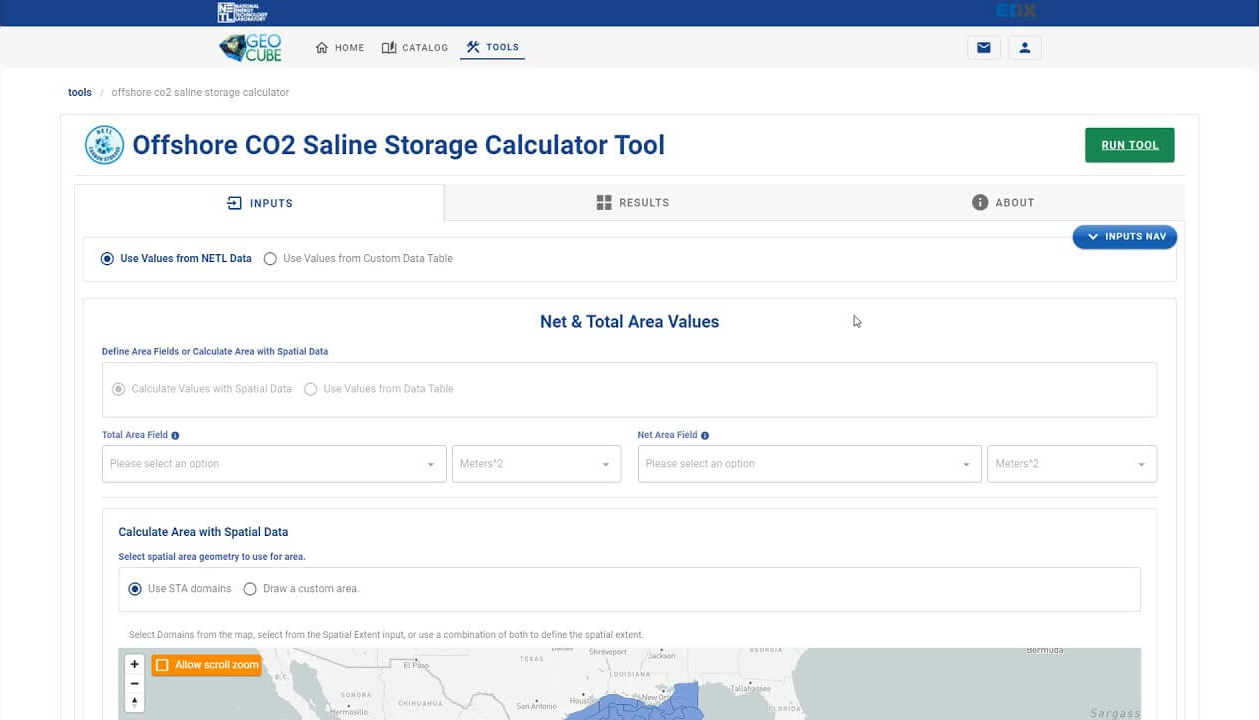 NETL NATIONAL ENERGY TECHNOLOGY LABORATORY
EDX
GEO CUBE
HOME
CATALOG
TOOLS
tools / offshore co2 saline storage calculator
NETL CARBON STORAGE
Offshore CO2 Saline Storage Calculator Tool
RUN TOOL
INPUTS
RESULTS
ABOUT
INPUTS NAV
Use Values from NETL Data
Use Values from Custom Data Table
Net & Total Area Values
Define Area Fields or Calculate Area with Spatial Data
Calculate Values with Spatial Data
Use Values from Data Table
Total Area Field
Net Area Field
Please select an option
Meters^2
Please select an option
Meters^2
Calculate Area with Spatial Data
Select spatial area geometry to use for area.
Use STA domains
Draw a custom area.
Select Domains from the map, select from the Spatial Extent input, or use a combination of both to define the spatial extent.
+
−
Allow scroll zoom
B.C.
El Paso
TEXAS
Dallas
Shreveport
Jackson
GEORGIA
Bermuda
LOUISIANA
SONORA
CHIHUAHUA
San Antonio
Tallahassee
Hermosillo
Sargass